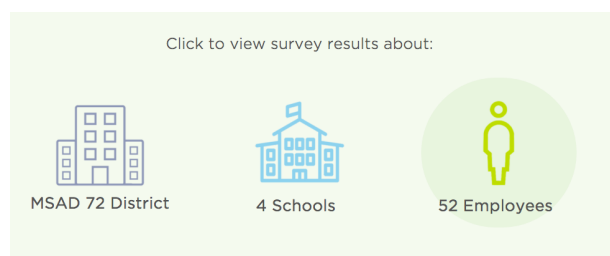 Click to view survey results about:
MSAD 72 District
4 Schools
52 Employees